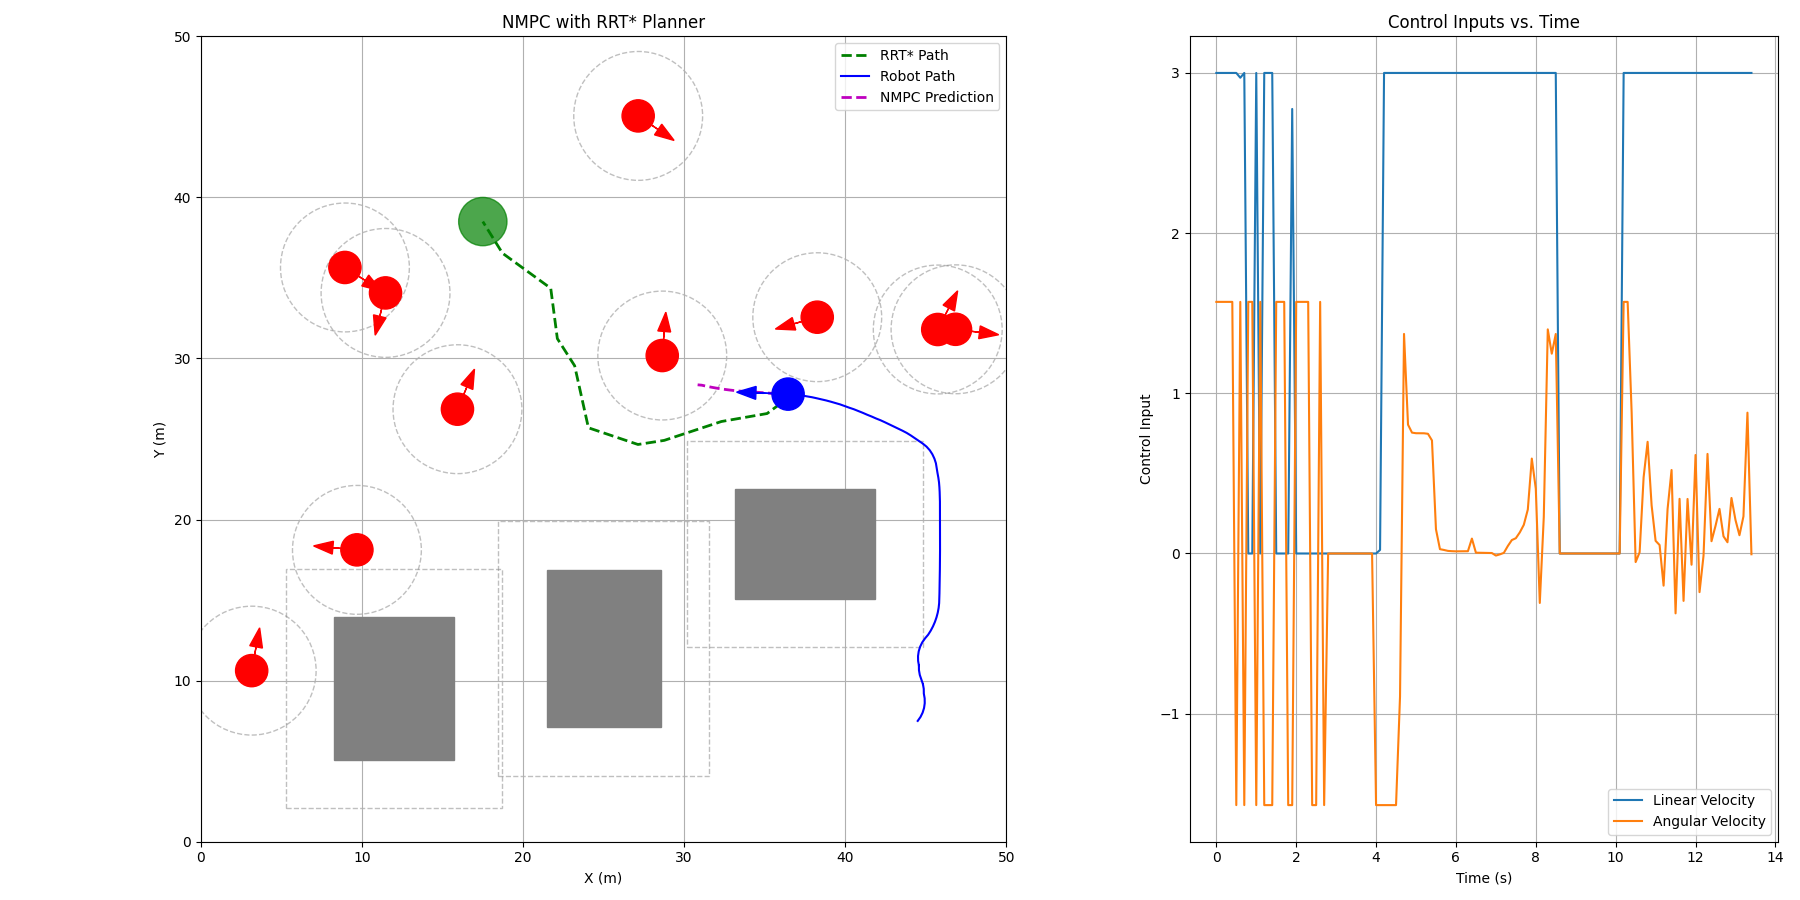 NMPC with RRT* Planner
50
40
30
20
10
0
Y (m)
0 10 20 30 40 50
X (m)
RRT* Path
Robot Path
NMPC Prediction
Control Inputs vs. Time
3
2
1
0
−1
Control Input
0 2 4 6 8 10 12 14
Time (s)
Linear Velocity
Angular Velocity